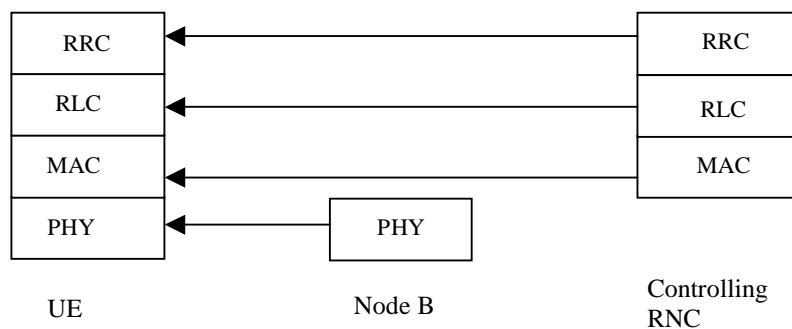 RRC
RRC
RLC
RLC
MAC
MAC
PHY
PHY
UE
Node B
Controlling
RNC